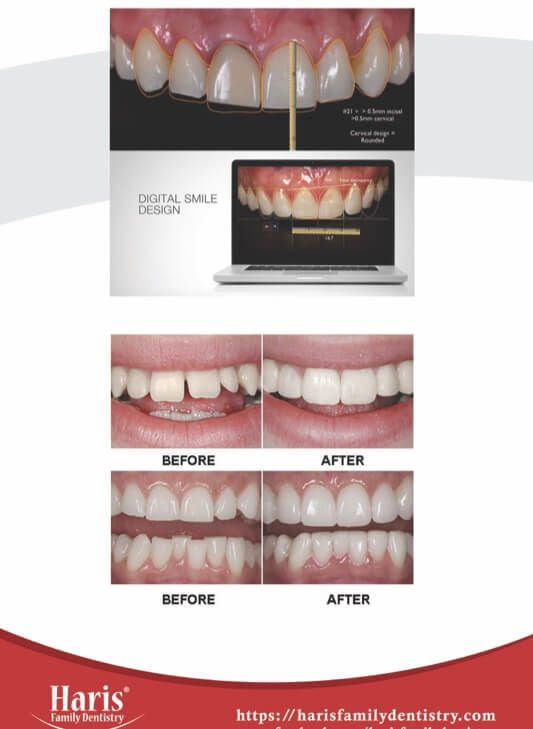 #21 = > 0.5mm incisal
>0.5mm cervical
Cervical design =
Rounded
DIGITAL SMILE
DESIGN
BEFORE
AFTER
BEFORE
AFTER
Haris®
Family Dentistry
https://harisfamilydentistry.com